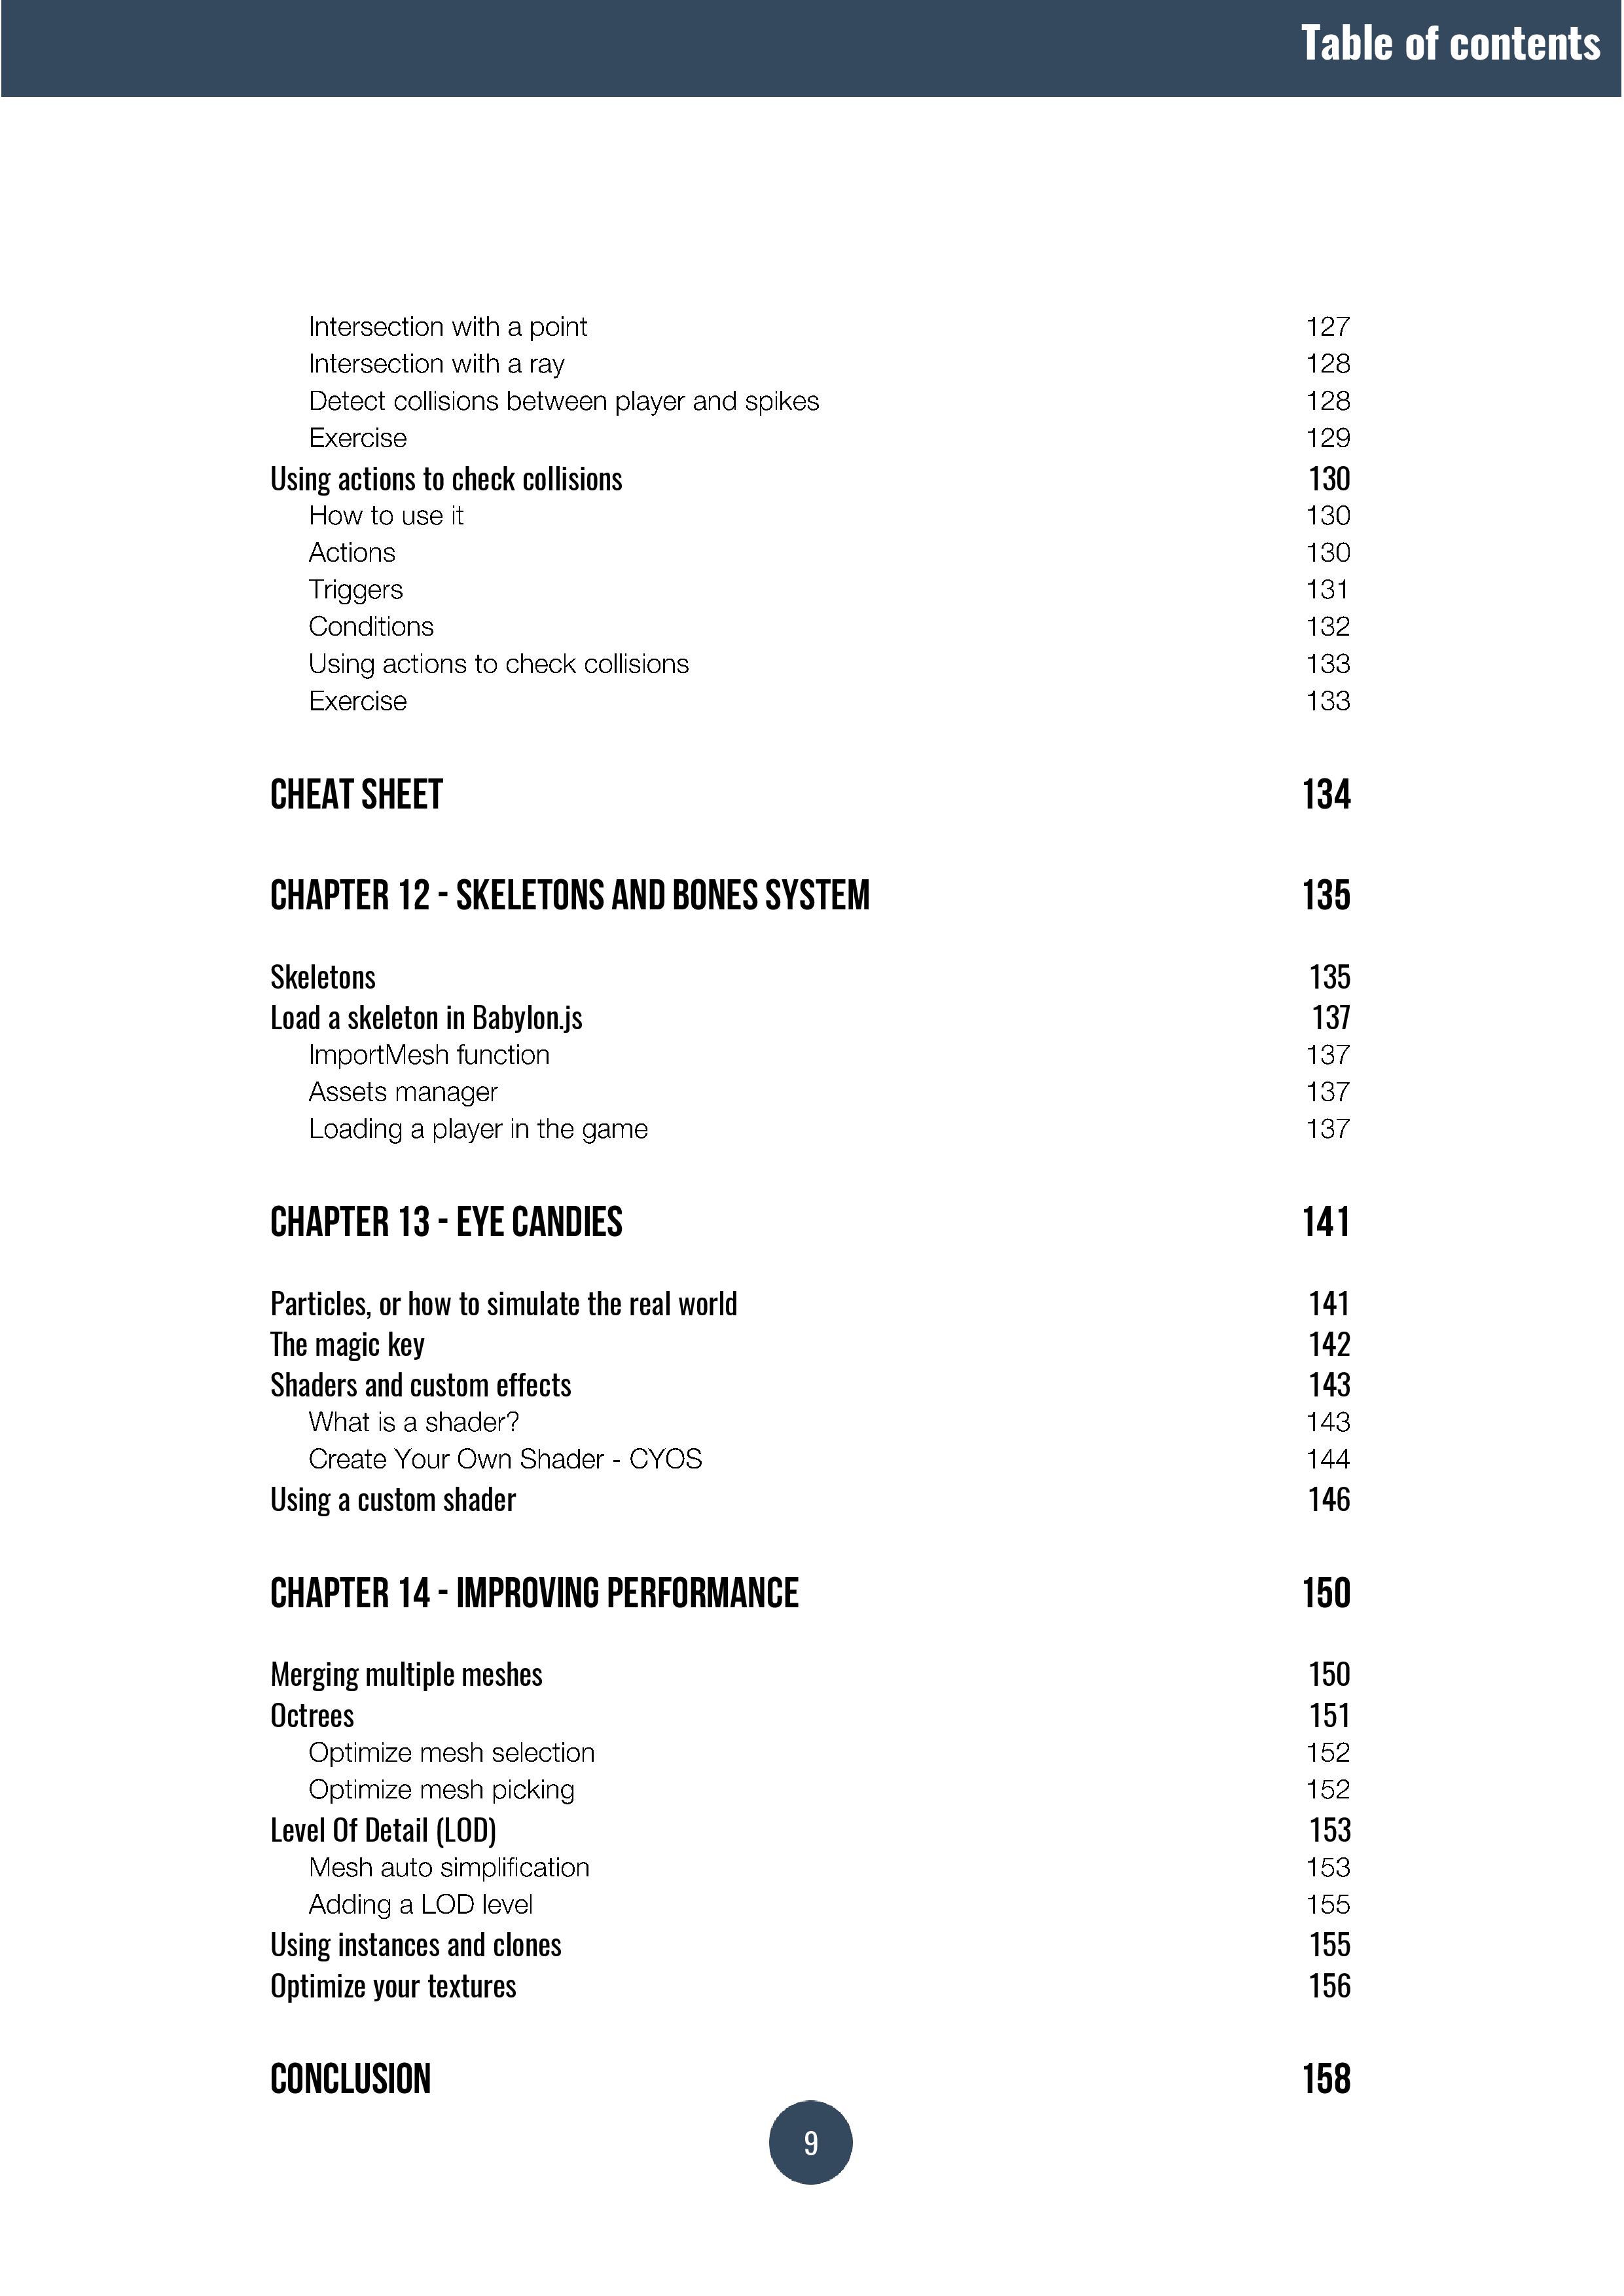 Table of contents
Intersection with a point 127
Intersection with a ray 128
Detect collisions between player and spikes 128
Exercise 129
Using actions to check collisions 130
How to use it 130
Actions 130
Triggers 131
Conditions 132
Using actions to check collisions 133
Exercise 133
CHEAT SHEET 134
CHAPTER 12 - SKELETONS AND BONES SYSTEM 135
Skeletons 135
Load a skeleton in Babylon.js 137
ImportMesh function 137
Assets manager 137
Loading a player in the game 137
CHAPTER 13 - EYE CANDIES 141
Particles, or how to simulate the real world 141
The magic key 142
Shaders and custom effects 143
What is a shader? 143
Create Your Own Shader - CYOS 144
Using a custom shader 146
CHAPTER 14 - IMPROVING PERFORMANCE 150
Merging multiple meshes 150
Octrees 151
Optimize mesh selection 152
Optimize mesh picking 152
Level Of Detail (LOD) 153
Mesh auto simplification 153
Adding a LOD level 155
Using instances and clones 155
Optimize your textures 156
CONCLUSION 158
9